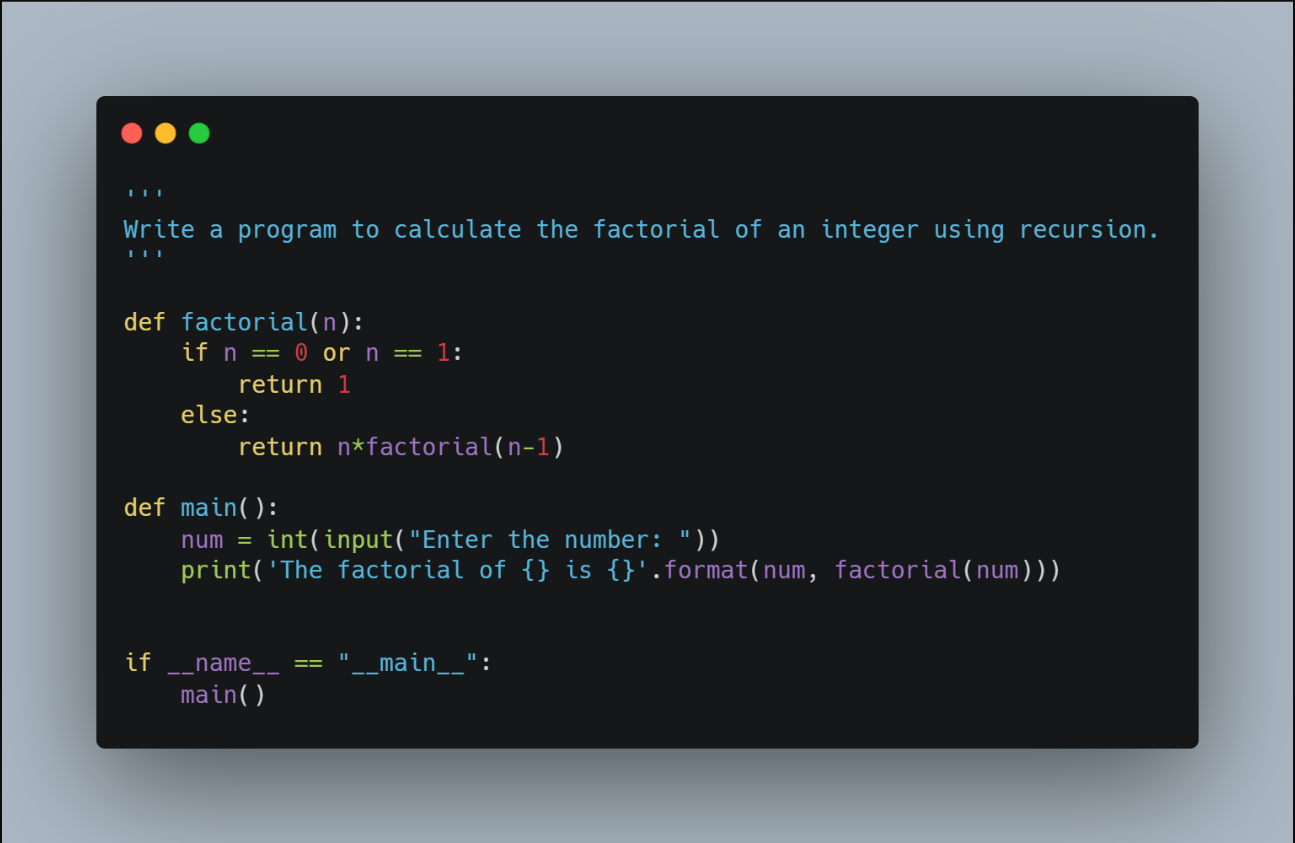 '''
Write a program to calculate the factorial of an integer using recursion.
'''
def factorial(n):
    if n == 0 or n == 1:
        return 1
    else:
        return n*factorial(n-1)
def main():
    num = int(input("Enter the number: "))
    print('The factorial of {} is {}'.format(num, factorial(num)))
if __name__ == "__main__":
    main()